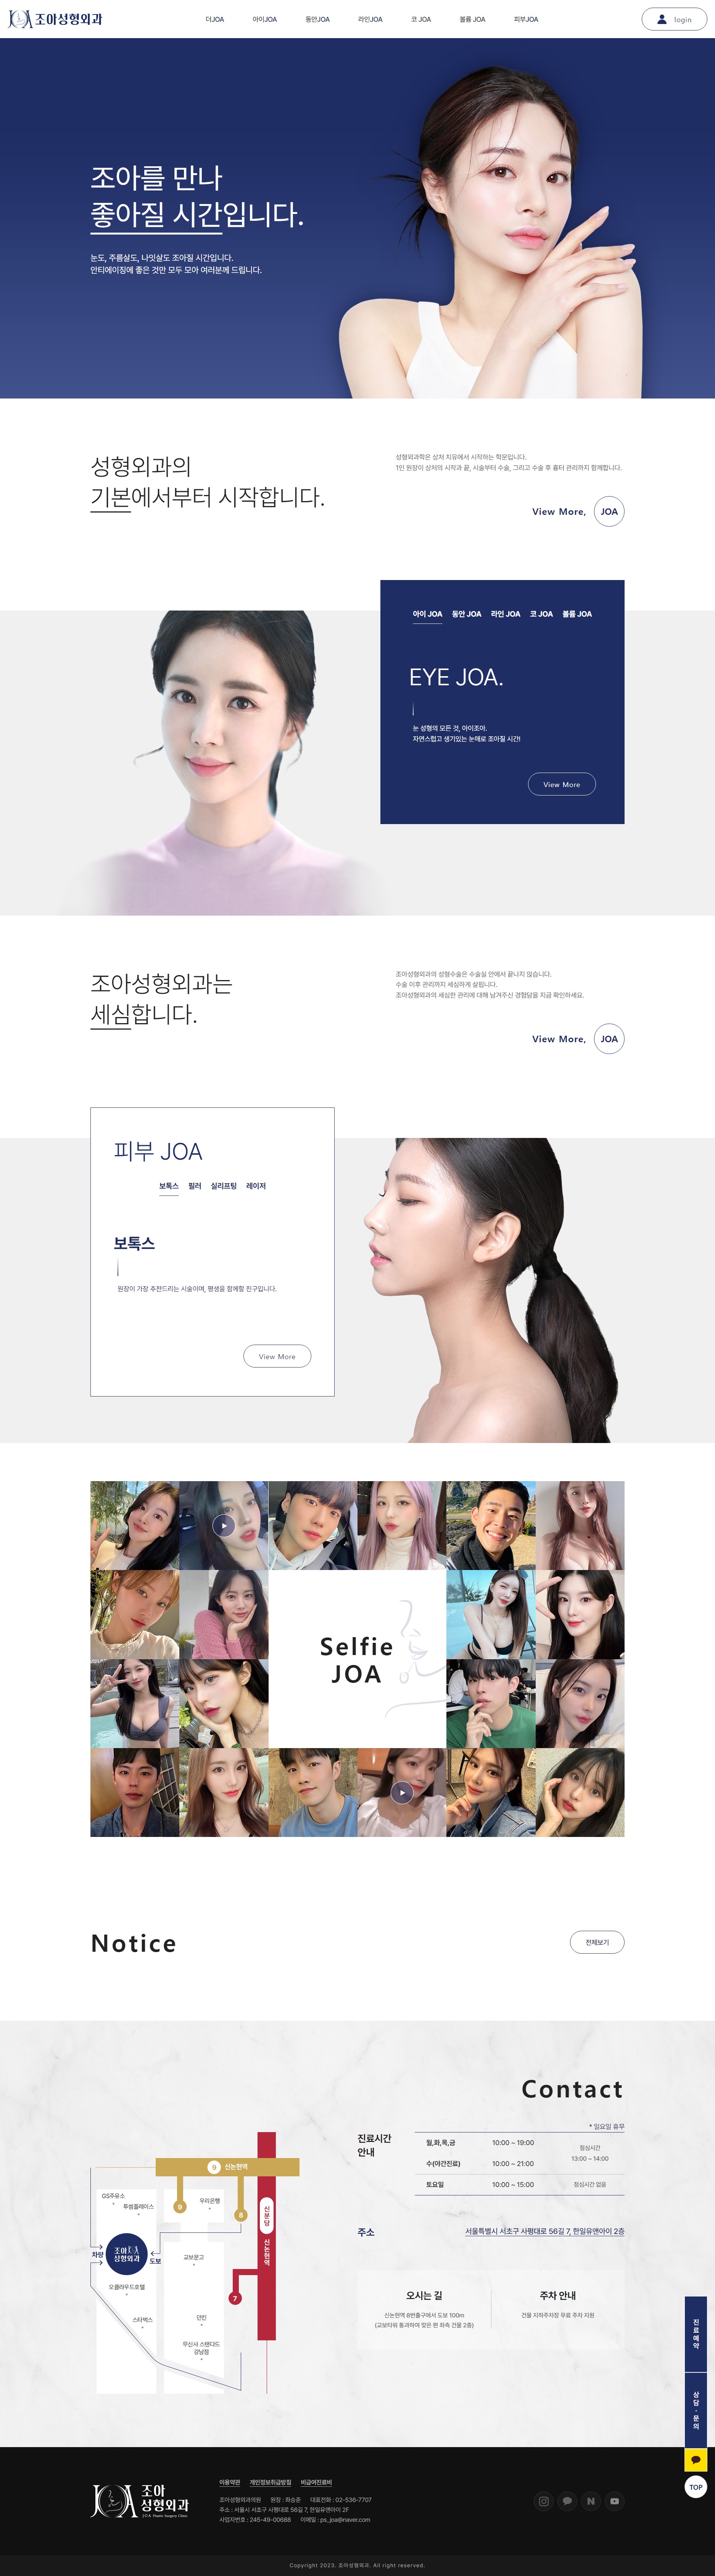 JOA 조아성형외과
더JOA
아이JOA
동안JOA
라인JOA
코 JOA
볼륨 JOA
피부JOA
login
조아를 만나
좋아질 시간입니다.
눈도, 주름살도, 나잇살도 조아질 시간입니다.
안티에이징에 좋은 것만 모두 모아 여러분께 드립니다.
성형외과의
기본에서부터 시작합니다.
성형외과학은 상처 치유에서 시작하는 학문입니다.
1인 원장이 상처의 시작과 끝, 시술부터 수술, 그리고 수술 후 흉터 관리까지 함께합니다.
View More, JOA
아이 JOA 동안 JOA 라인 JOA 코 JOA 볼륨 JOA
EYE JOA.
눈 성형의 모든 것, 아이조아.
자연스럽고 생기있는 눈매로 조아질 시간!
View More
조아성형외과는
세심합니다.
조아성형외과의 성형수술은 수술실 안에서 끝나지 않습니다.
수술 이후 관리까지 세심하게 살핍니다.
조아성형외과의 세심한 관리에 대해 남겨주신 경험담을 지금 확인하세요.
View More, JOA
피부 JOA
보톡스 필러 실리프팅 레이저
보톡스
원장이 가장 추천드리는 시술이며, 평생을 함께할 친구입니다.
View More
Selfie
JOA
Notice
전체보기
Contact
* 일요일 휴무
진료시간
안내
월,화,목,금 10:00 ~ 19:00
수(야간진료) 10:00 ~ 21:00
점심시간
13:00 ~ 14:00
토요일 10:00 ~ 15:00 점심시간 없음
주소
서울특별시 서초구 사평대로 56길 7, 한일유앤아이 2층
오시는 길
신논현역 8번출구에서 도보 100m
(교보타워 통과하여 맞은 편 좌측 건물 2층)
주차 안내
건물 지하주차장 무료 주차 지원
9 신논현역
신분당
신논현역
GS주유소
투썸플레이스
우리은행
9
8
차량
조아
성형외과
도보
교보문고
오클라우드호텔
7
스타벅스
던킨
무신사 스탠다드
강남점
진료예약
상담·문의
TOP
JOA 조아
성형외과
JOA Plastic Surgery Clinic
이용약관 개인정보취급방침 비급여진료비
조아성형외과의원 원장 : 좌승준 대표전화 : 02-536-7707
주소 : 서울시 서초구 사평대로 56길 7, 한일유앤아이 2F
사업자번호 : 245-49-00688 이메일 : ps_joa@naver.com
Copyright 2023. 조아성형외과. All right reserved.